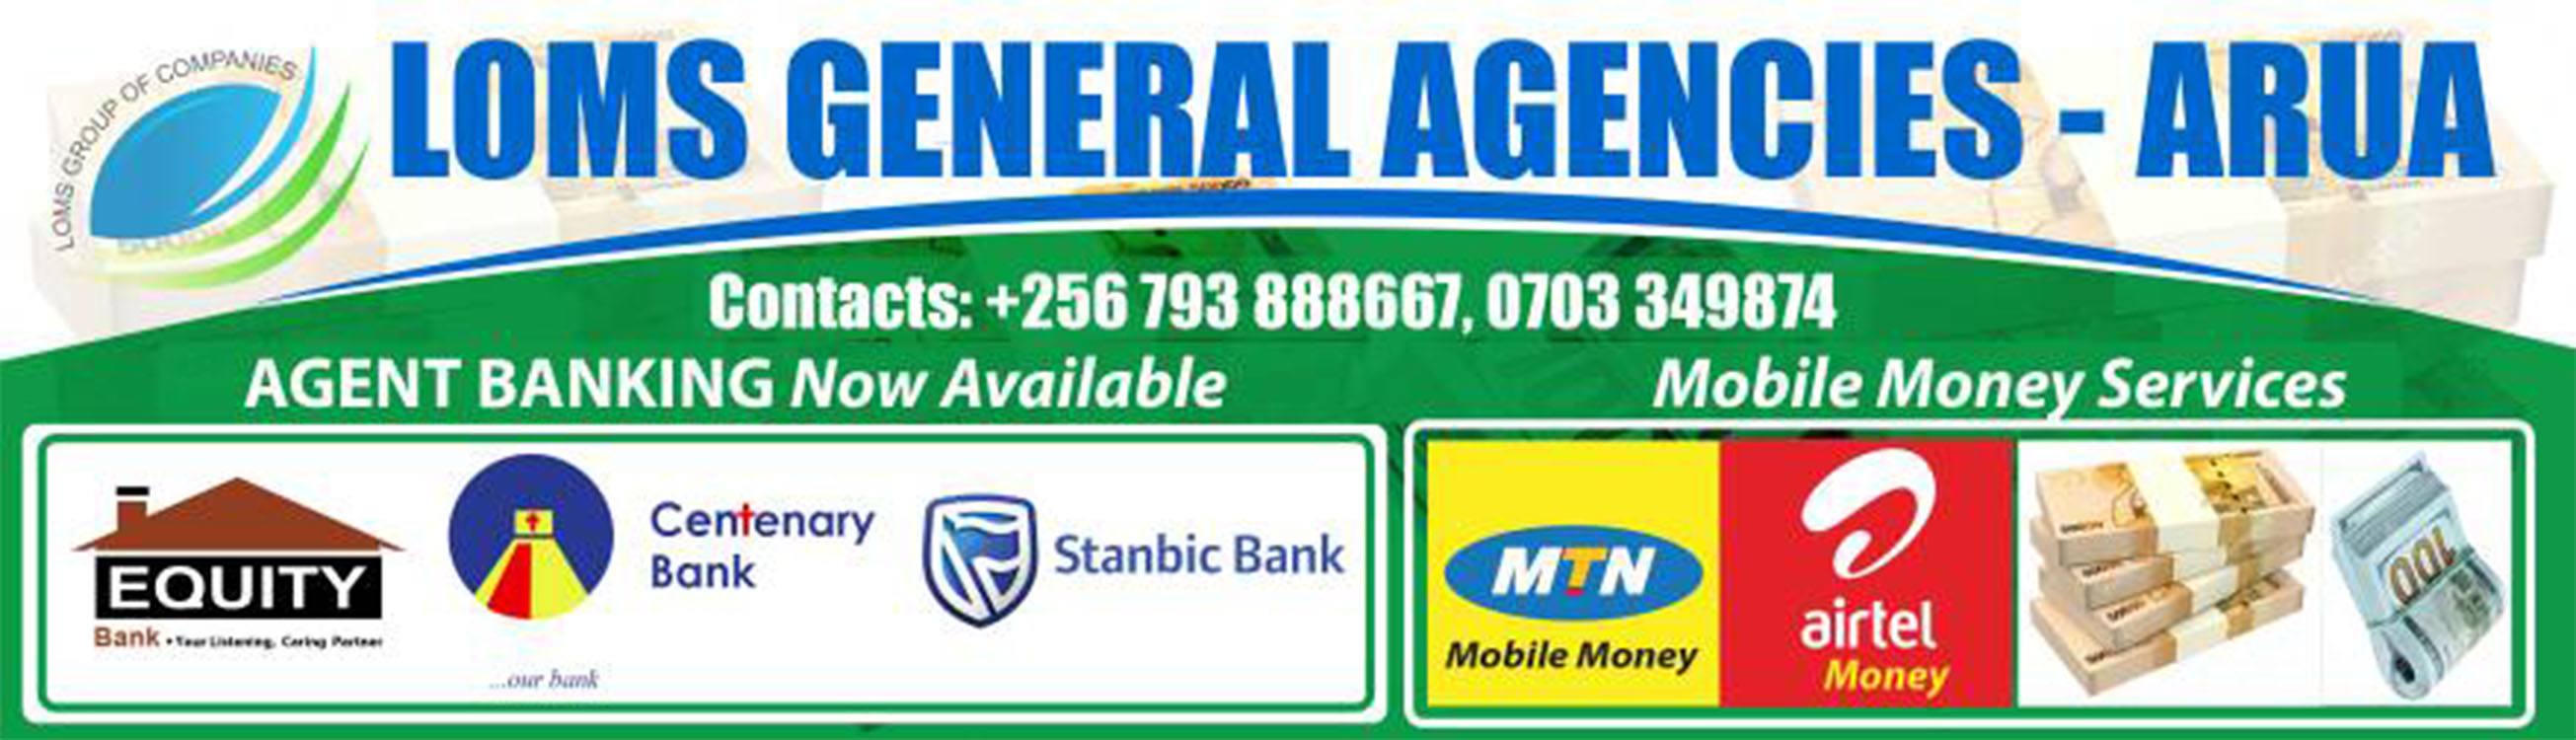 LOMS GROUP OF COMPANIES
LOMS GENERAL AGENCIES - ARUA
Contacts: +256 793 888667, 0703 349874
AGENT BANKING Now Available
EQUITY
Bank • Your Listening, Caring Partner
Centenary
Bank
...our bank
Stanbic Bank
Mobile Money Services
MTN
Mobile Money
airtel
Money
100